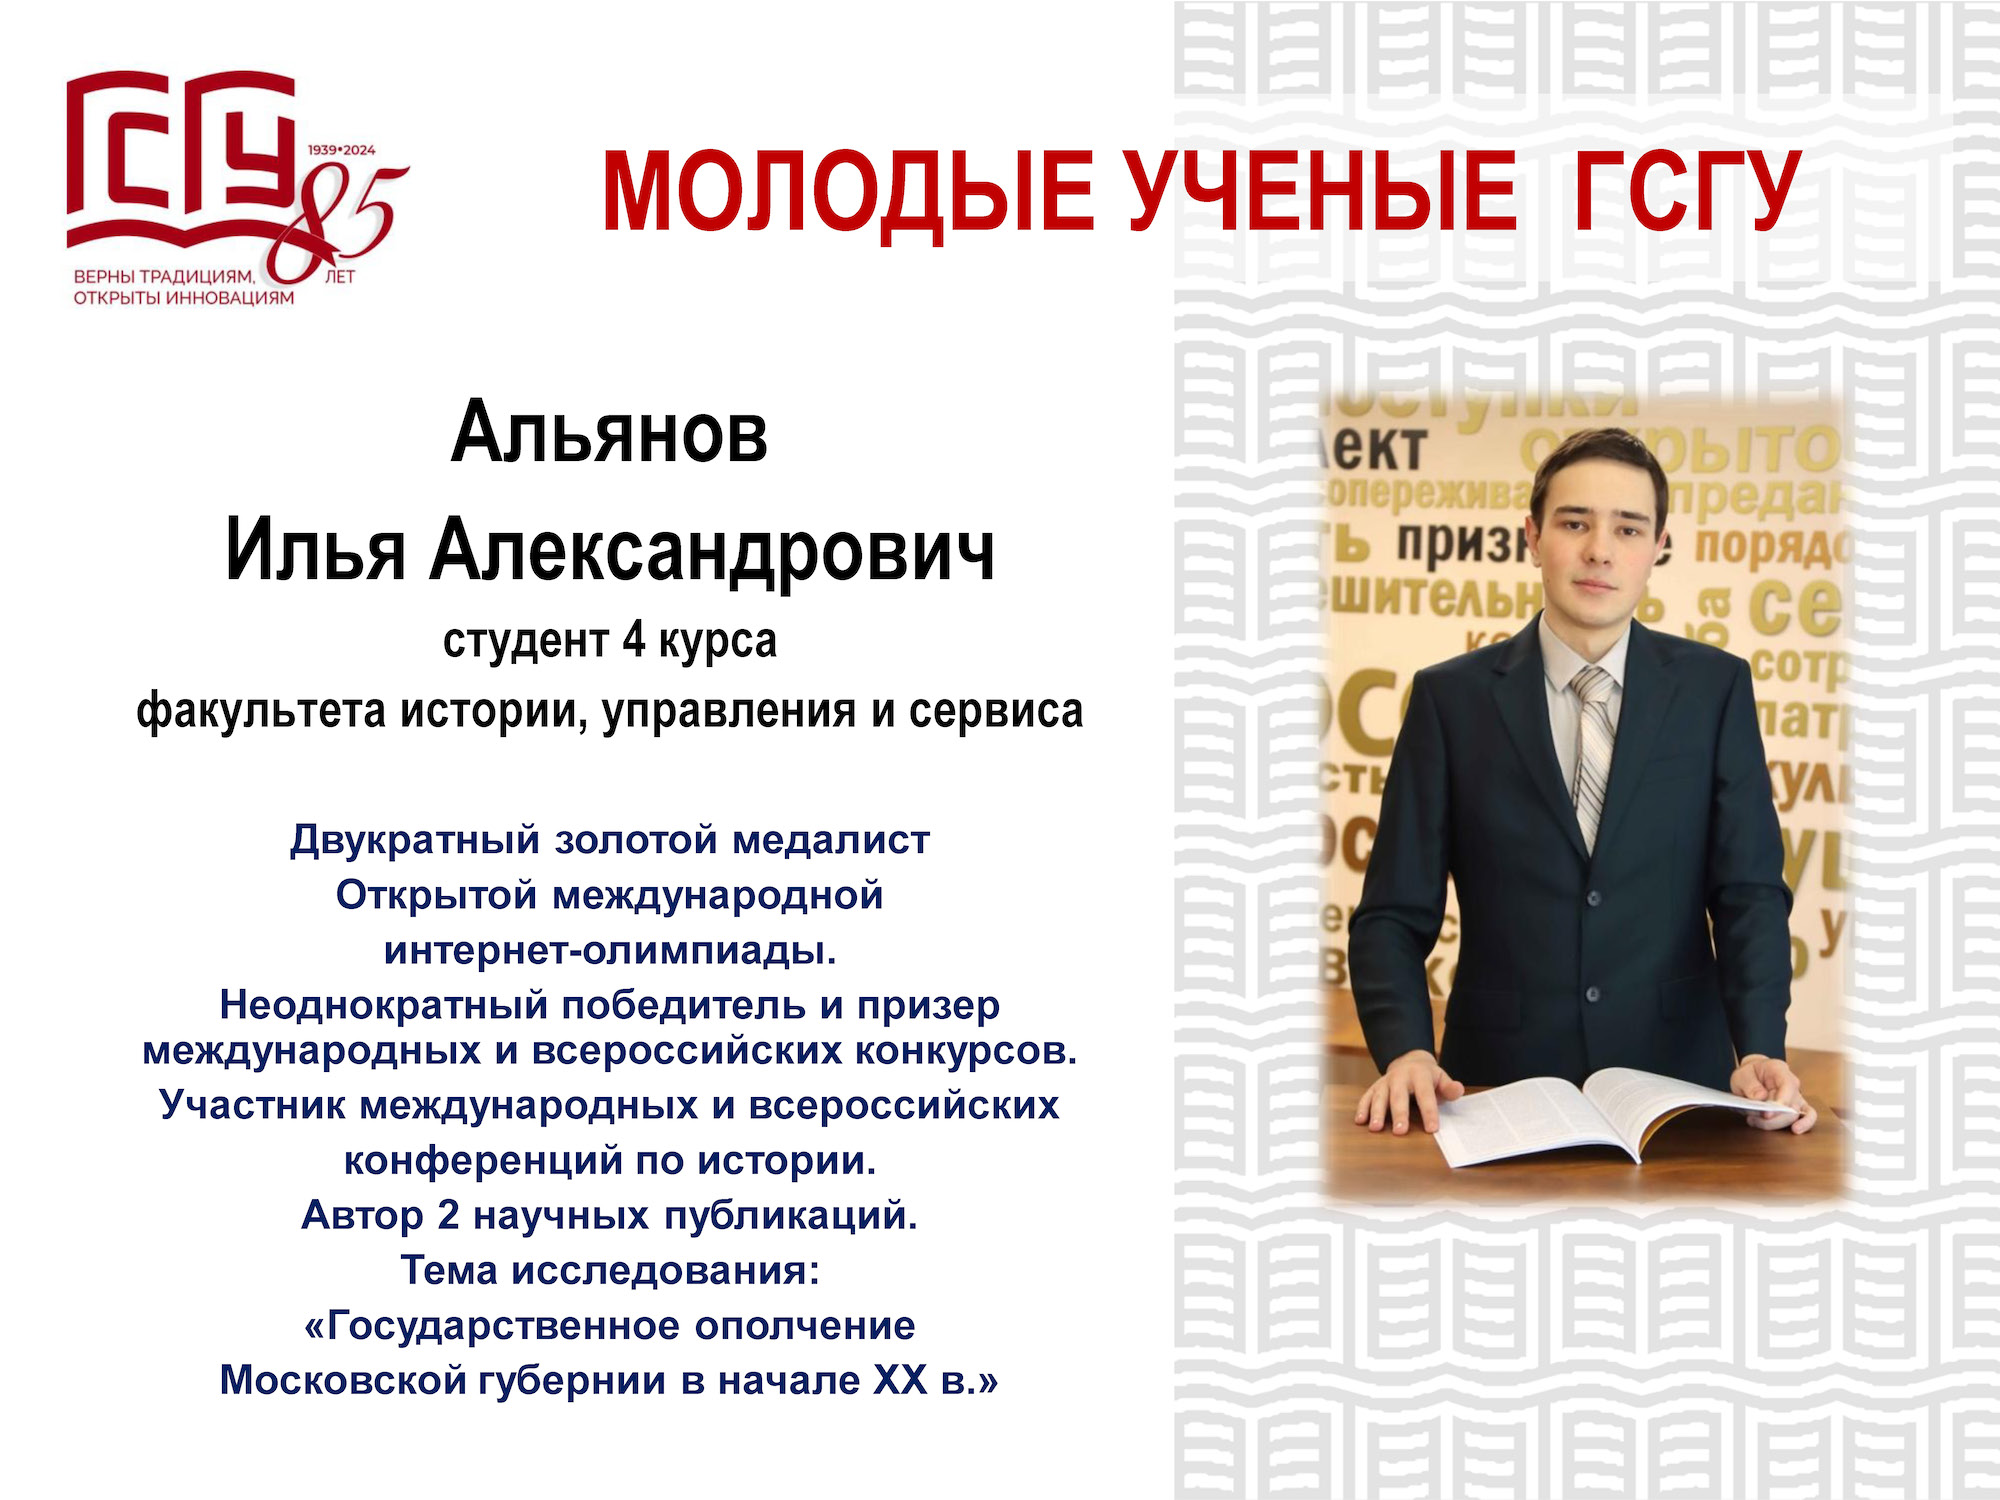 ГСГУ
1939•2024
85
ЛЕТ
ВЕРНЫ ТРАДИЦИЯМ,
ОТКРЫТЫ ИННОВАЦИЯМ
МОЛОДЫЕ УЧЕНЫЕ ГСГУ
Альянов
Илья Александрович
студент 4 курса
факультета истории, управления и сервиса
Двукратный золотой медалист
Открытой международной
интернет-олимпиады.
Неоднократный победитель и призер
международных и всероссийских конкурсов.
Участник международных и всероссийских
конференций по истории.
Автор 2 научных публикаций.
Тема исследования:
«Государственное ополчение
Московской губернии в начале XX в.»